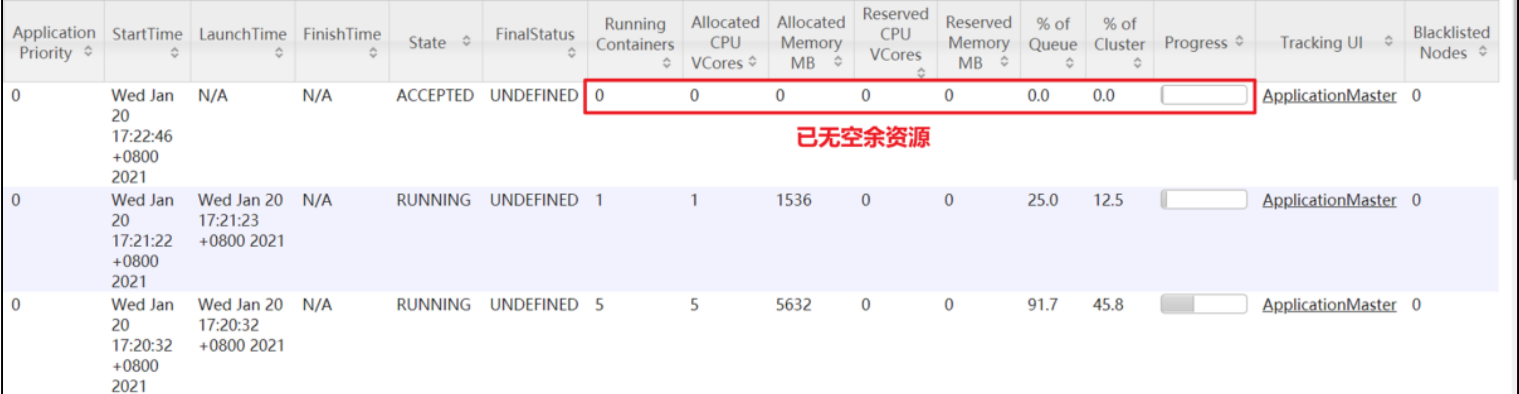 Application Priority StartTime LaunchTime FinishTime State FinalStatus Running Containers Allocated CPU VCores Allocated Memory MB Reserved CPU VCores Reserved Memory MB % of Queue % of Cluster Progress Tracking UI Blacklisted Nodes
0 Wed Jan N/A N/A ACCEPTED UNDEFINED 0 0 0 0 0 0.0 0.0 ApplicationMaster 0
20
17:22:46
+0800
2021
已无空余资源
0 Wed Jan Wed Jan 20 N/A RUNNING UNDEFINED 1 1 1536 0 0 25.0 12.5 ApplicationMaster 0
20 17:21:23
17:21:22 +0800 2021
+0800
2021
0 Wed Jan Wed Jan 20 N/A RUNNING UNDEFINED 5 5 5632 0 0 91.7 45.8 ApplicationMaster 0
20 17:20:32
17:20:32 +0800 2021
+0800
2021